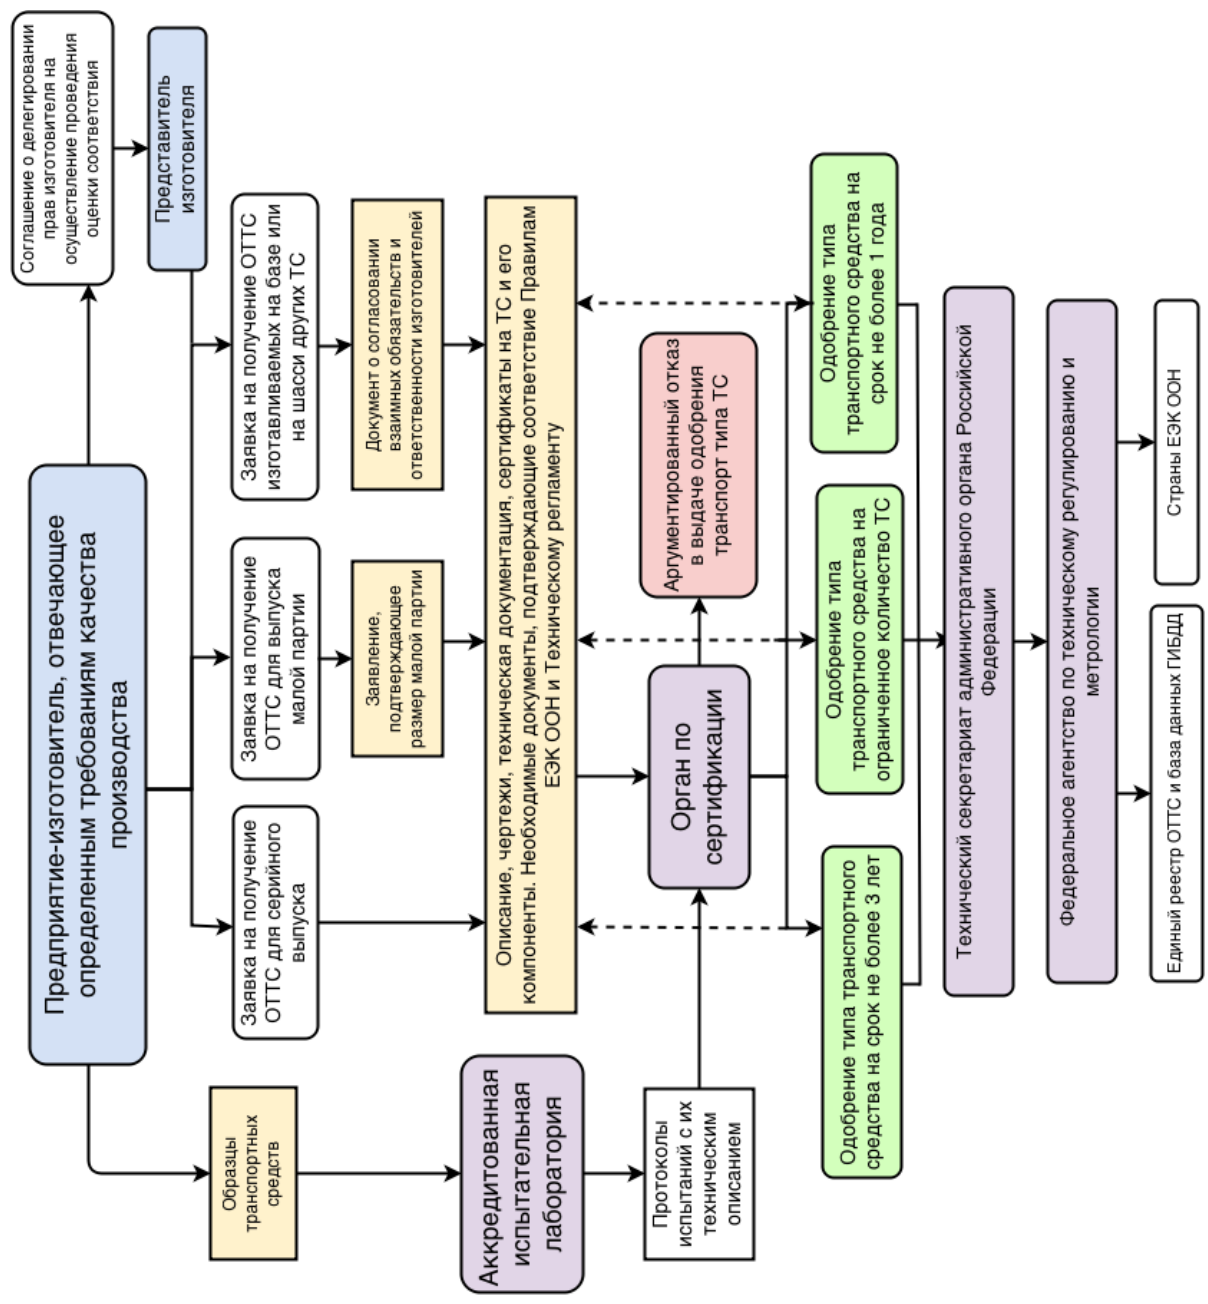 Соглашение о делегировании
прав изготовителя на
осуществление проведения
оценки соответствия
Предприятие-изготовитель, отвечающее
определенным требованиям качества
производства
Представитель
изготовителя
Образцы
транспортных
средств
Заявка на получение
ОТТС для серийного
выпуска
Заявка на получение
ОТТС для выпуска
малой партии
Заявка на получение ОТТС
изготавливаемых на базе или
на шасси других ТС
Заявление,
подтверждающее
размер малой партии
Документ о согласовании
взаимных обязательств и
ответственности изготовителей
Аккредитованная
испытательная
лаборатория
Описание, чертежи, техническая документация, сертификаты на ТС и его
компоненты. Необходимые документы, подтверждающие соответствие Правилам
ЕЭК ООН и Техническому регламенту
Протоколы
испытаний с их
техническим
описанием
Орган по
сертификации
Аргументированный отказ
в выдаче одобрения
транспорт типа ТС
Одобрение типа транспортного
средства на срок не более 3 лет
Одобрение типа
транспортного средства на
ограниченное количество ТС
Одобрение типа
транспортного средства на
срок не более 1 года
Технический секретариат административного органа Российской
Федерации
Федеральное агентство по техническому регулированию и
метрологии
Единый реестр ОТТС и база данных ГИБДД
Страны ЕЭК ООН